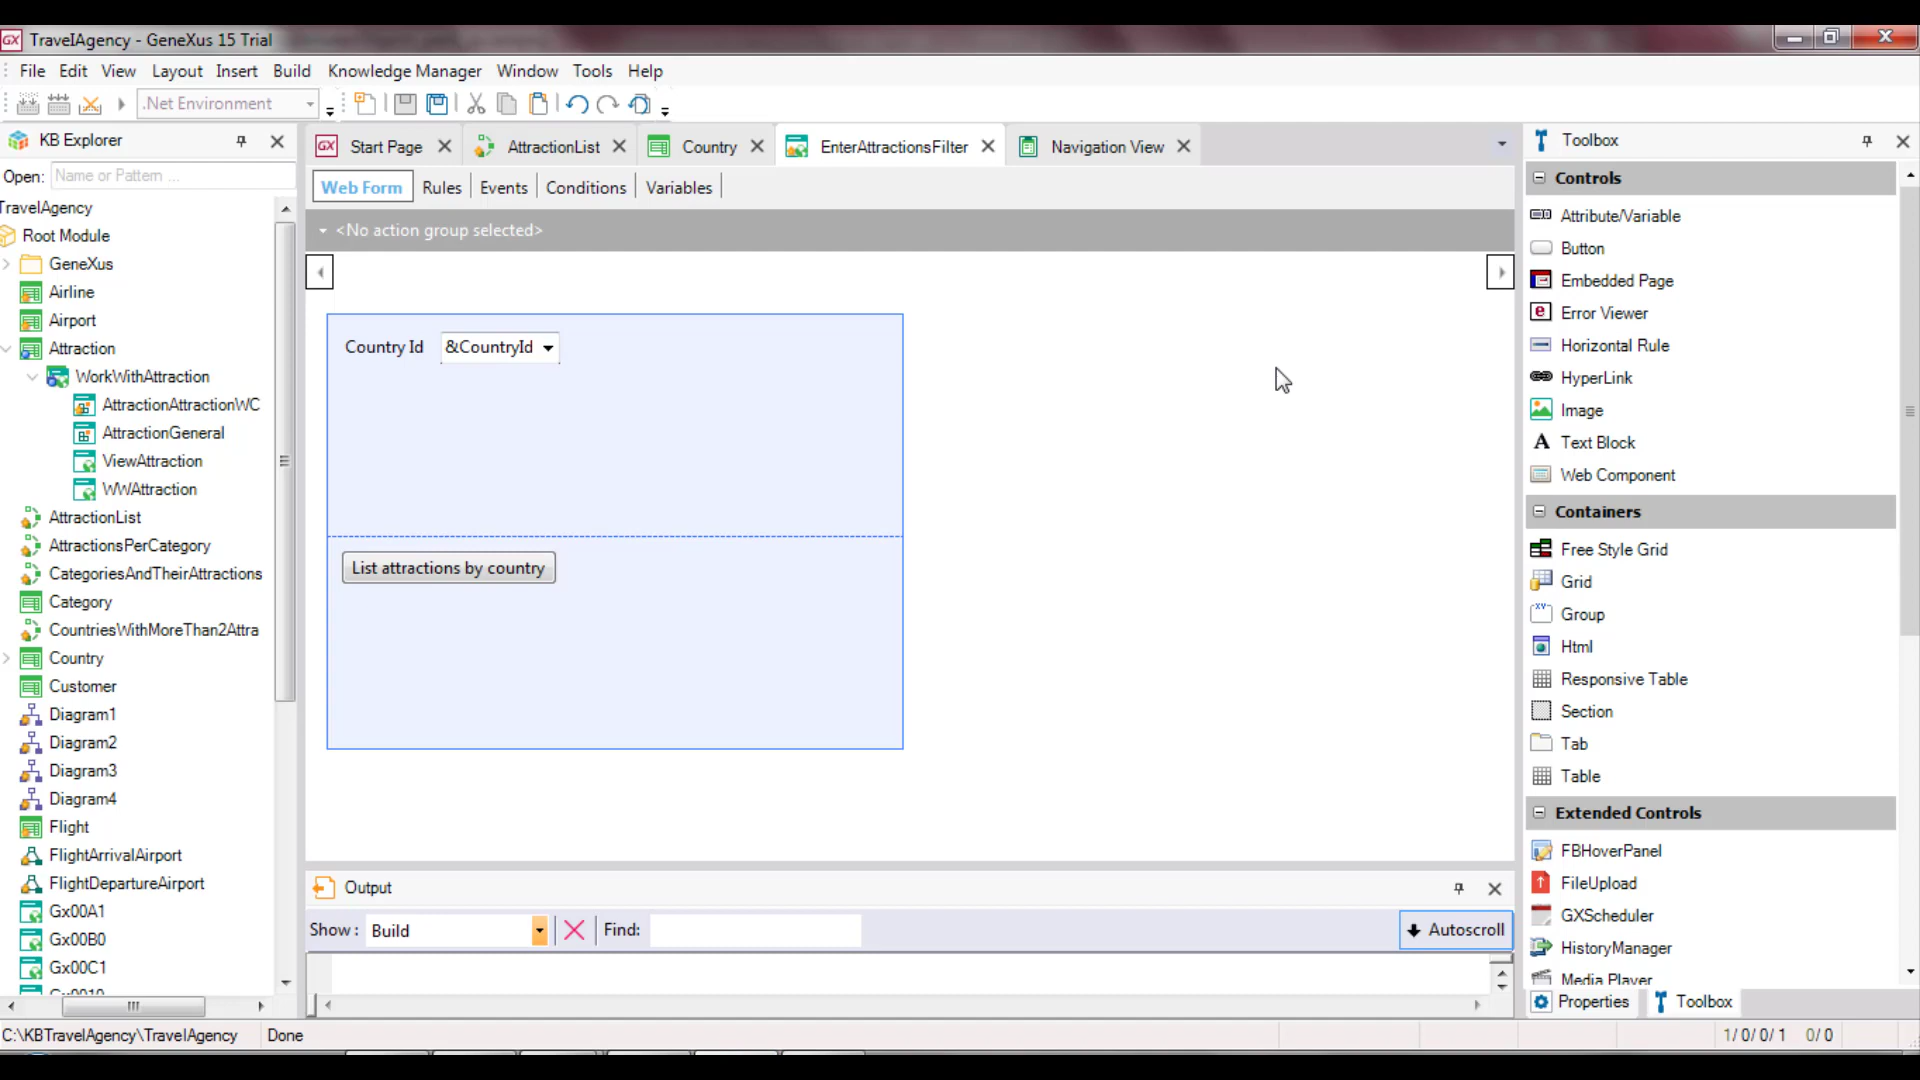 TravelAgency - GeneXus 15 Trial
File Edit View Layout Insert Build Knowledge Manager Window Tools Help
.Net Environment
KB Explorer
Open: Name or Pattern ...
TravelAgency
Root Module
GeneXus
Airline
Airport
Attraction
WorkWithAttraction
AttractionAttractionWC
AttractionGeneral
ViewAttraction
WWAttraction
AttractionList
AttractionsPerCategory
CategoriesAndTheirAttractions
Category
CountriesWithMoreThan2Attra
Country
Customer
Diagram1
Diagram2
Diagram3
Diagram4
Flight
FlightArrivalAirport
FlightDepartureAirport
Gx00A1
Gx00B0
Gx00C1
Start Page AttractionList Country EnterAttractionsFilter Navigation View
Web Form Rules Events Conditions Variables
<No action group selected>
Country Id &CountryId
List attractions by country
Output
Show : Build Find: Autoscroll
Toolbox
Controls
Attribute/Variable
Button
Embedded Page
Error Viewer
Horizontal Rule
HyperLink
Image
Text Block
Web Component
Containers
Free Style Grid
Grid
Group
Html
Responsive Table
Section
Tab
Table
Extended Controls
FBHoverPanel
FileUpload
GXScheduler
HistoryManager
Media Player
Properties Toolbox
C:\KBTravelAgency\TravelAgency Done 1/0/0/1 0/0